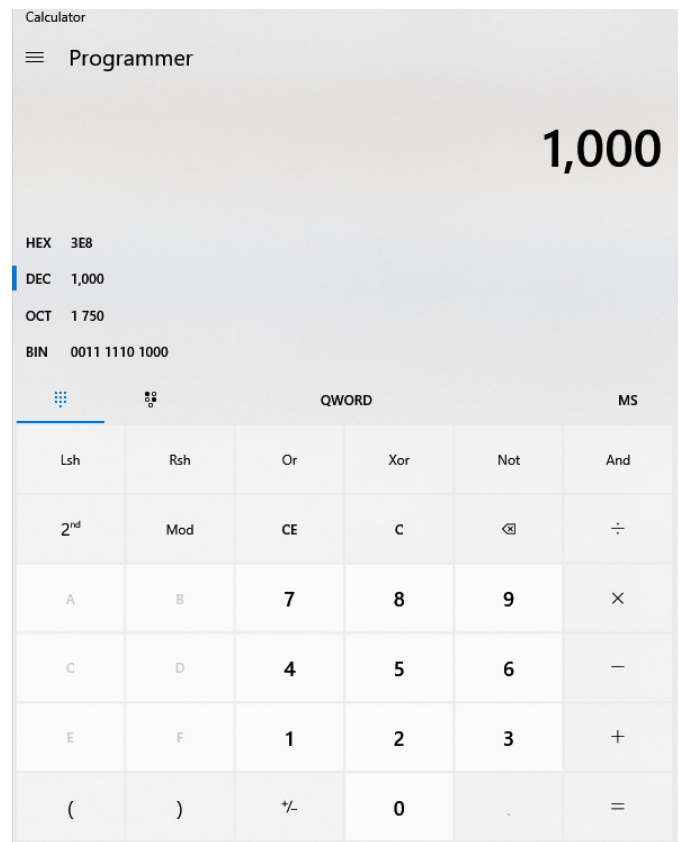 Calculator
Programmer
1,000
HEX 3E8
DEC 1,000
OCT 1 750
BIN 0011 1110 1000
QWORD MS
Lsh Rsh Or Xor Not And
2nd Mod CE C ÷
A B 7 8 9 ×
C D 4 5 6 −
E F 1 2 3 +
( ) +/− 0 . =